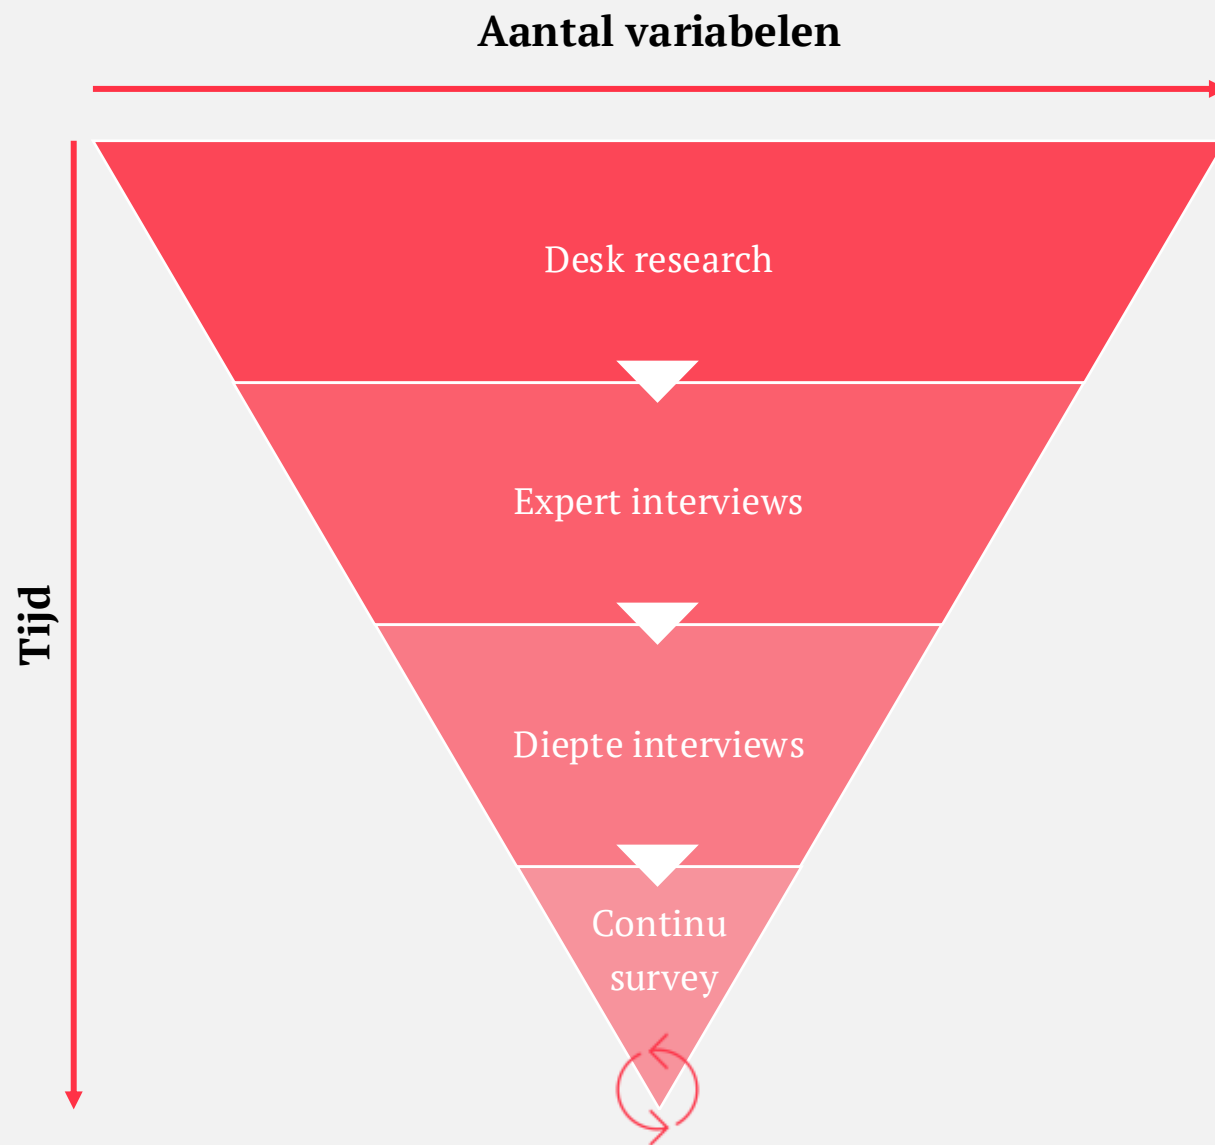 Aantal variabelen
Tijd
Desk research
Expert interviews
Diepte interviews
Continu
survey